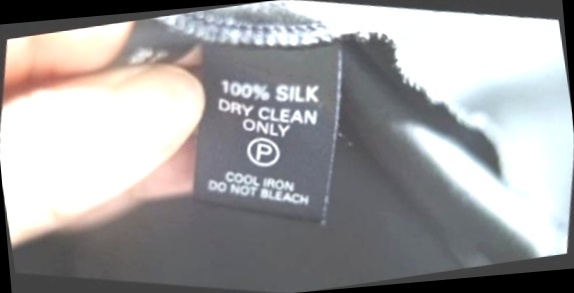 100% SILK
DRY CLEAN
ONLY
P
COOL IRON
DO NOT BLEACH